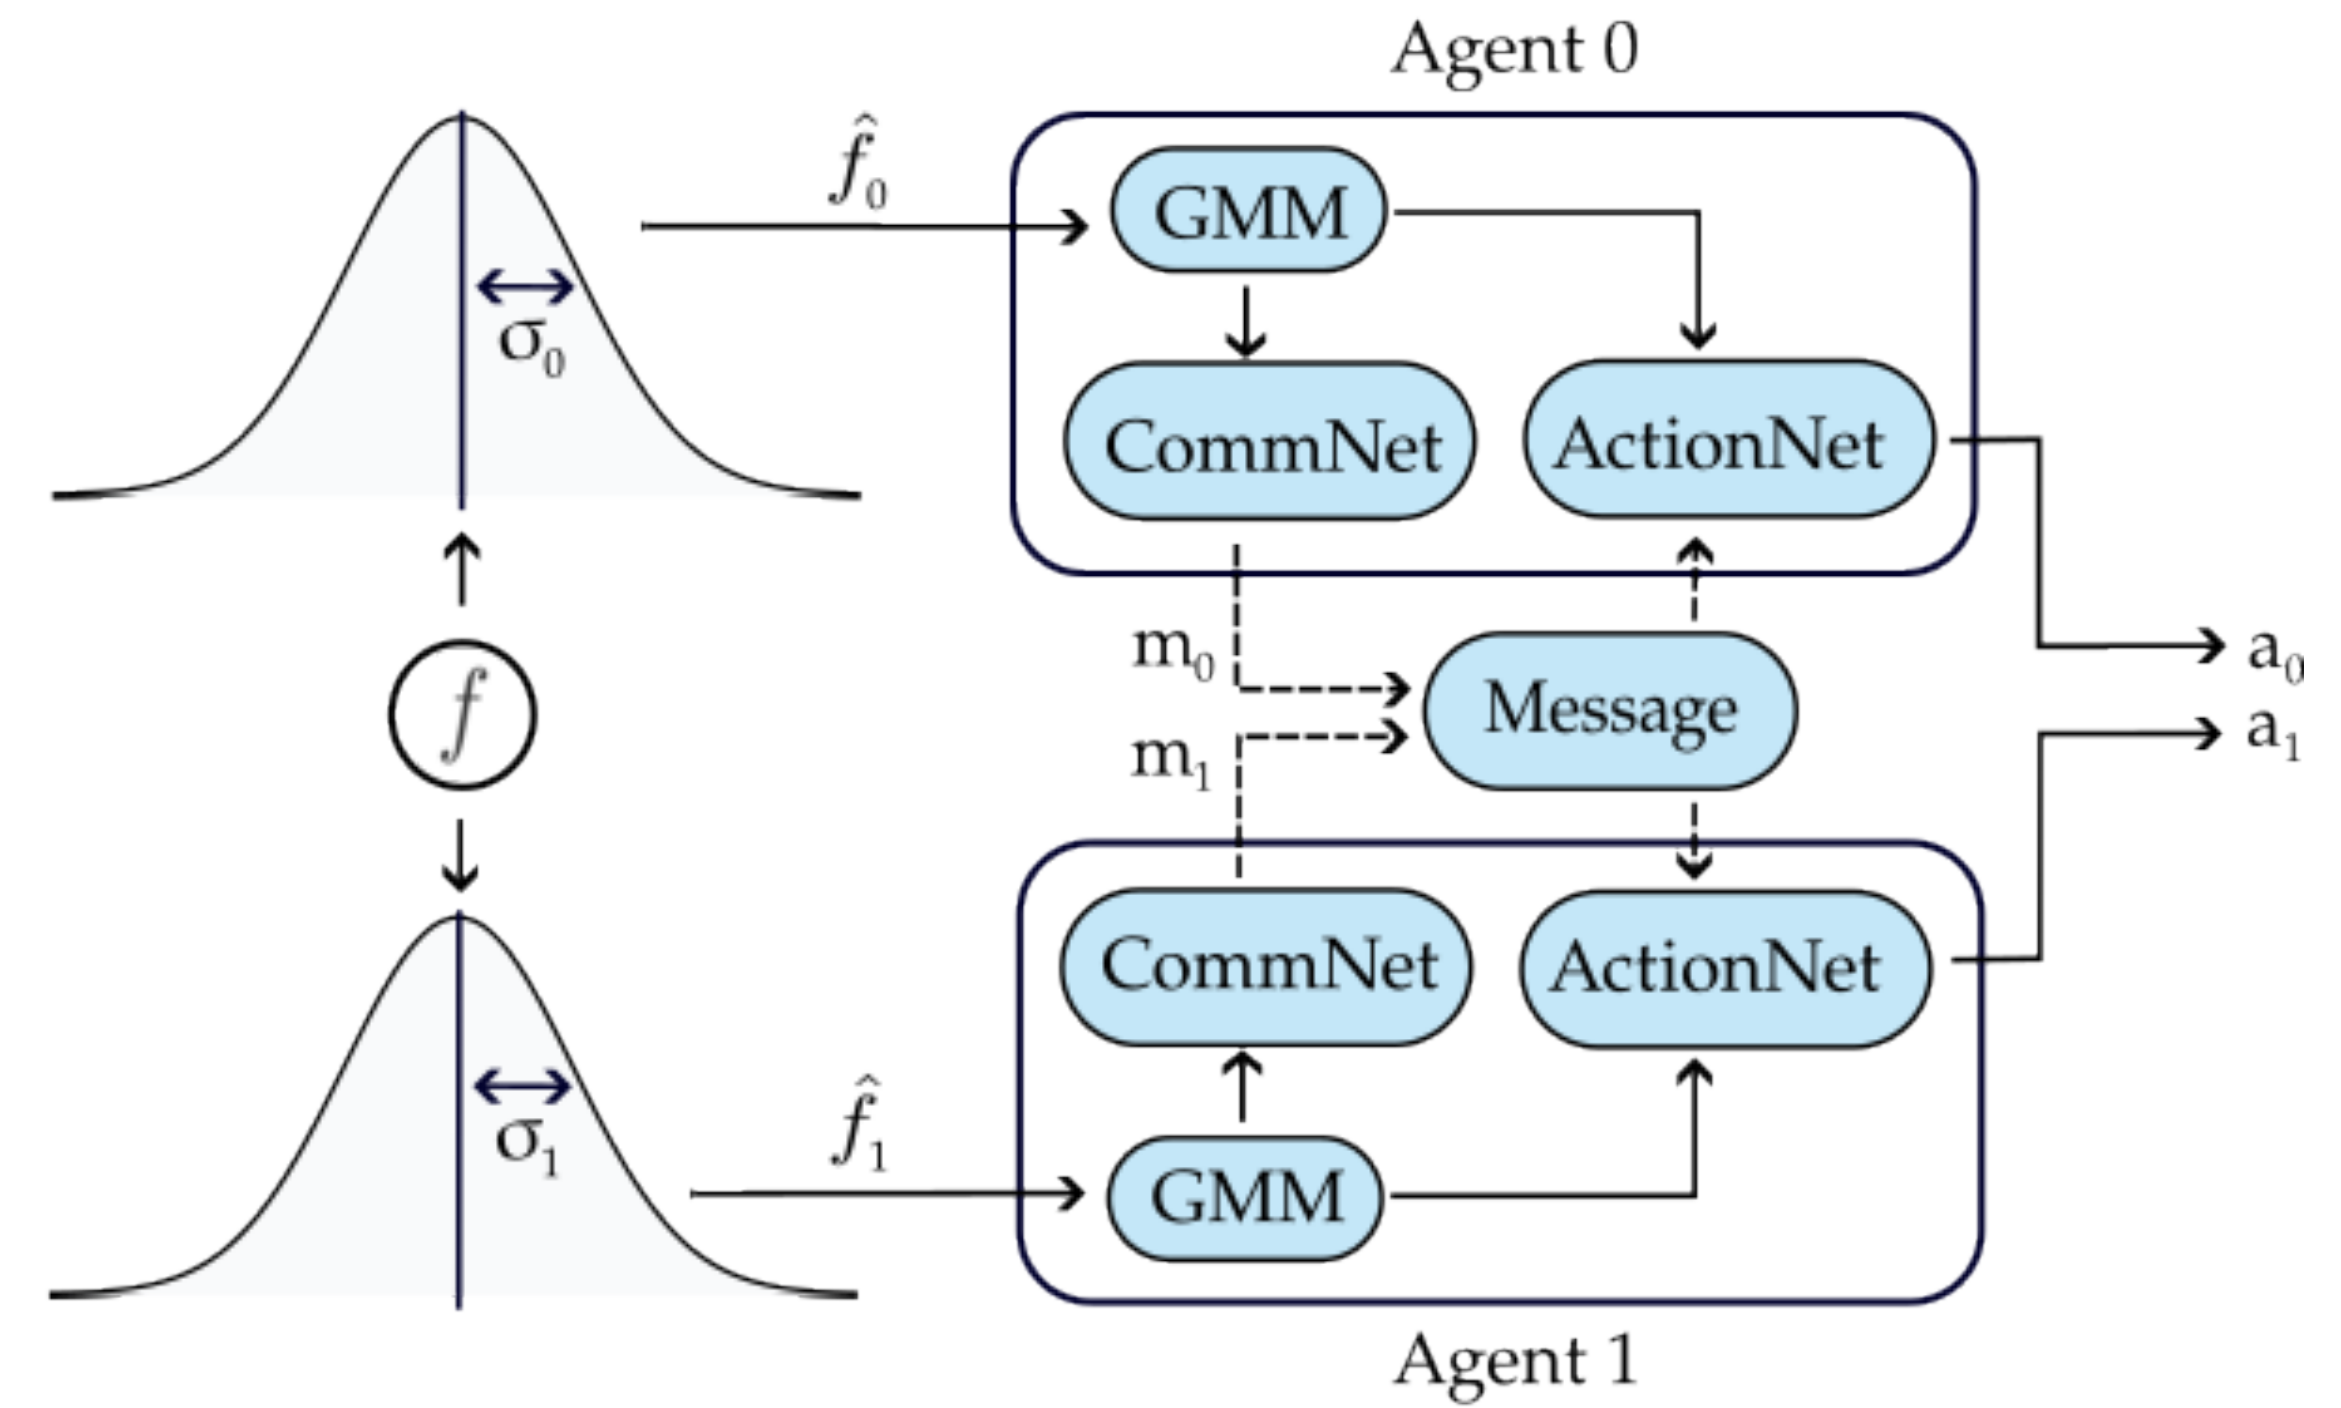 Agent 0
f̂₀
GMM
σ₀
CommNet
ActionNet
m₀
a₀
f
Message
m₁
a₁
CommNet
ActionNet
σ₁
f̂₁
GMM
Agent 1